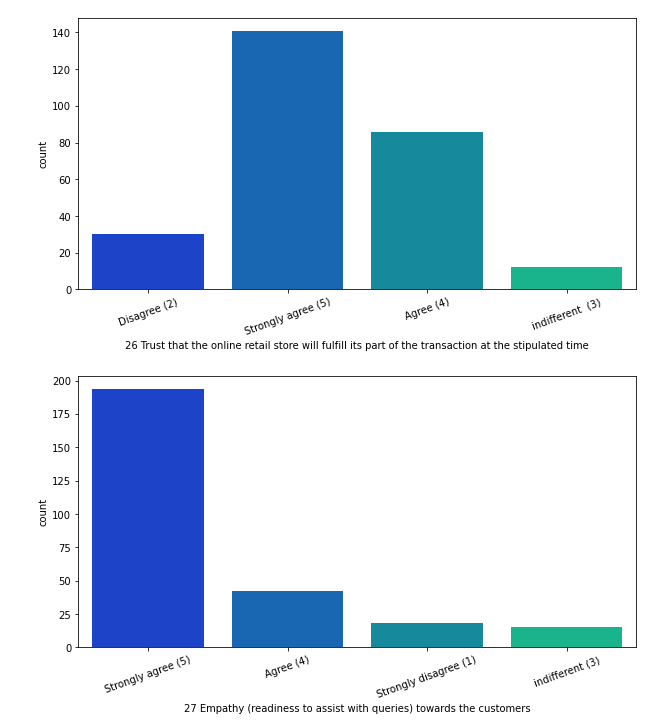 140
120
100
80
60
40
20
0
count
Disagree (2)
Strongly agree (5)
Agree (4)
indifferent  (3)
26 Trust that the online retail store will fulfill its part of the transaction at the stipulated time
200
175
150
125
100
75
50
25
0
count
Strongly agree (5)
Agree (4)
Strongly disagree (1)
indifferent (3)
27 Empathy (readiness to assist with queries) towards the customers